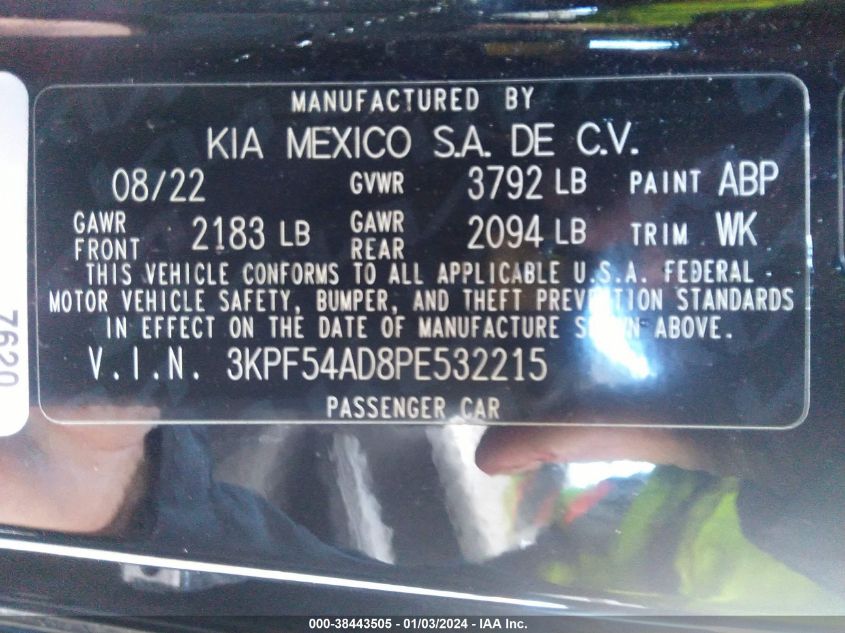 MANUFACTURED BY
KIA MEXICO S.A. DE C.V.
08/22 GVWR 3792 LB PAINT ABP
GAWR FRONT 2183 LB GAWR REAR 2094 LB TRIM WK
THIS VEHICLE CONFORMS TO ALL APPLICABLE U.S.A. FEDERAL
MOTOR VEHICLE SAFETY, BUMPER, AND THEFT PREVENTION STANDARDS
IN EFFECT ON THE DATE OF MANUFACTURE SHOWN ABOVE.
V.I.N. 3KPF54AD8PE532215
PASSENGER CAR
7620
000-38443505 - 01/03/2024 - IAA Inc.